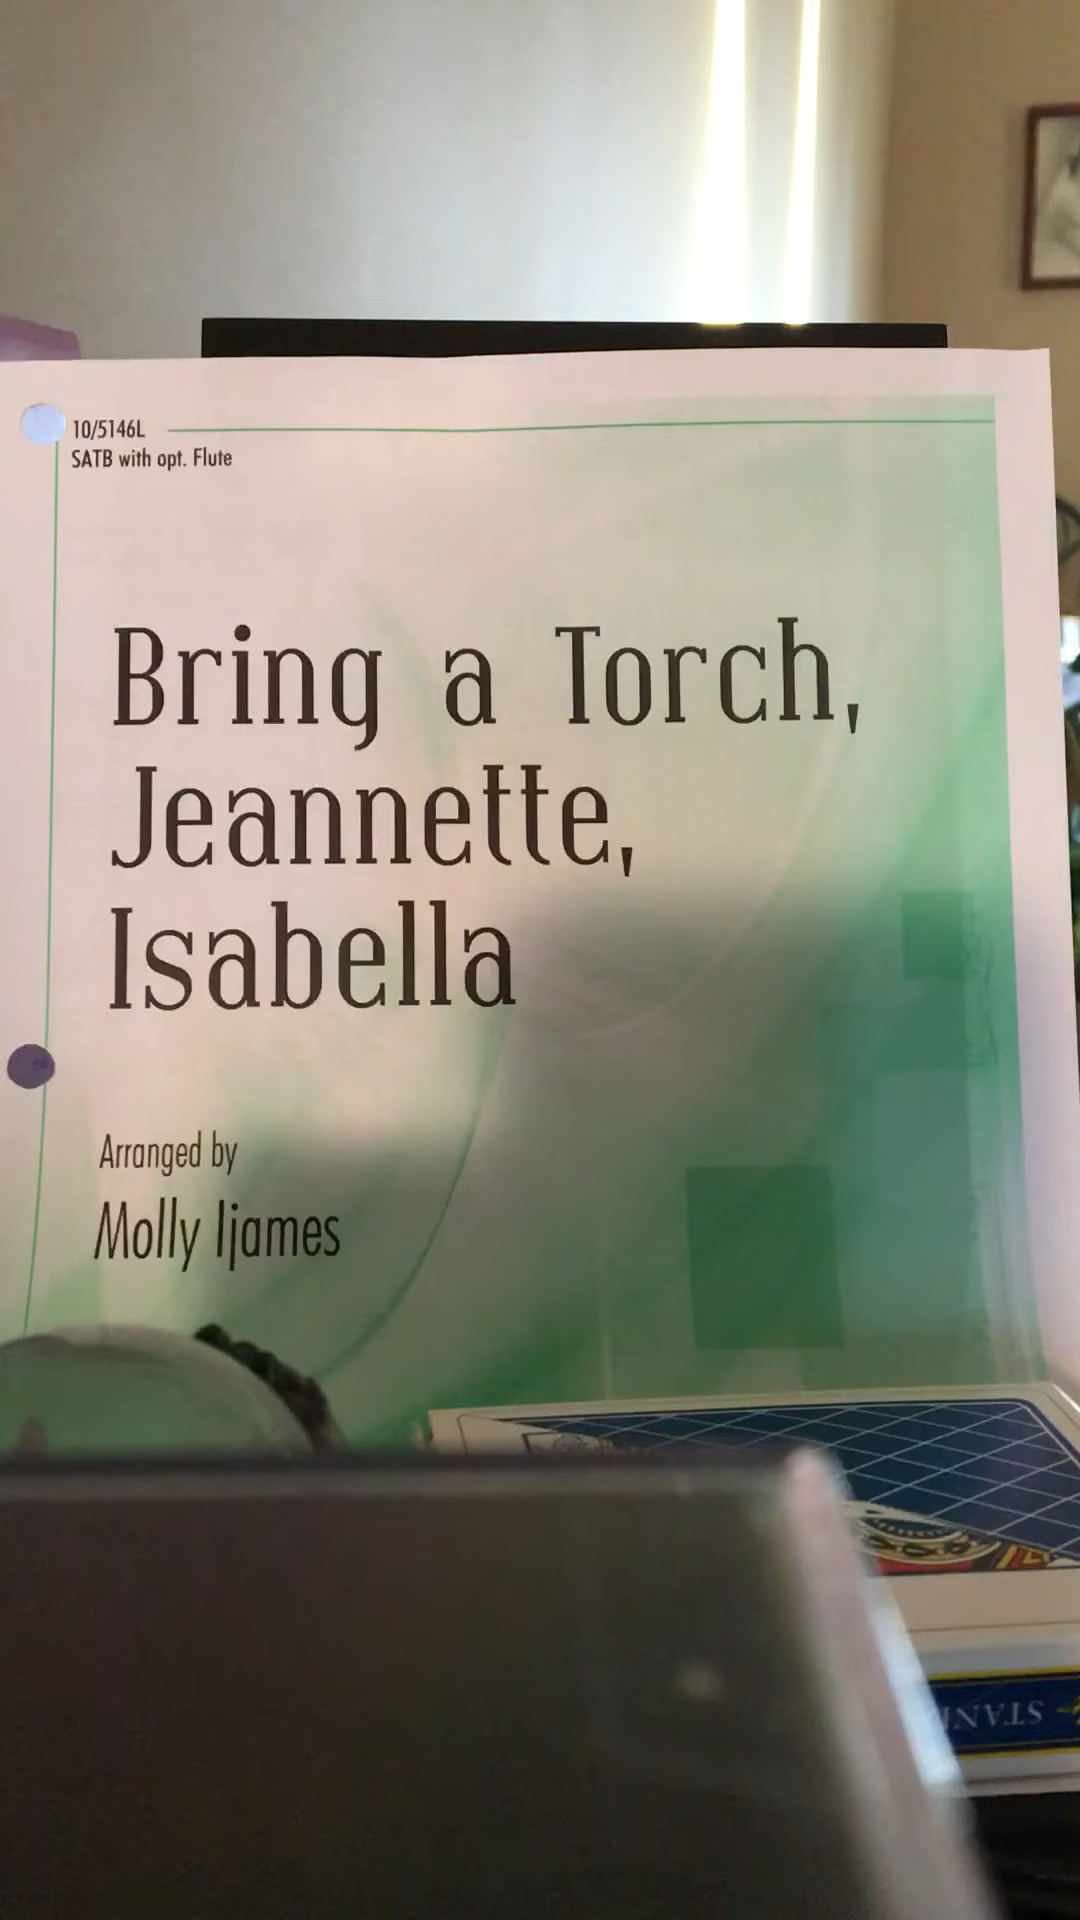 10/5146L
SATB with opt. Flute
Bring a Torch,
Jeannette,
Isabella
Arranged by
Molly Ijames